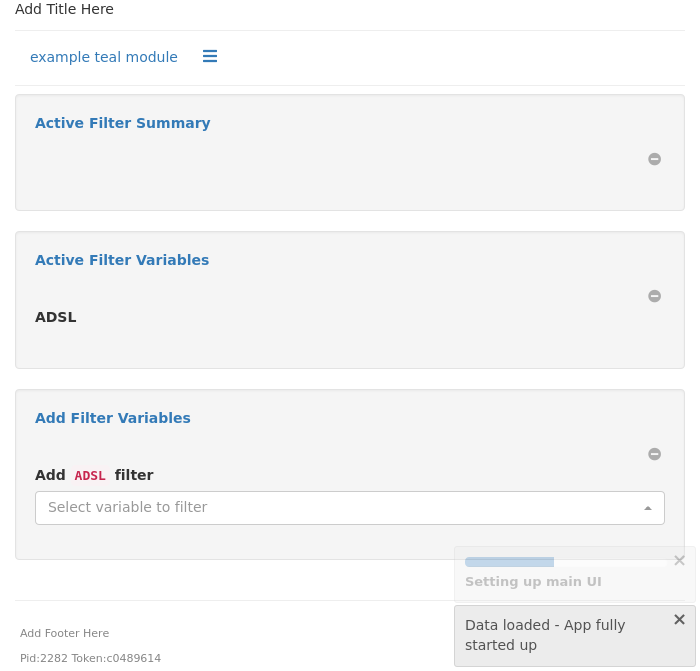 Add Title Here
example teal module
Active Filter Summary
Active Filter Variables
ADSL
Add Filter Variables
Add ADSL filter
Select variable to filter
Setting up main UI
Data loaded - App fully
started up
Add Footer Here
Pid:2282 Token:c0489614